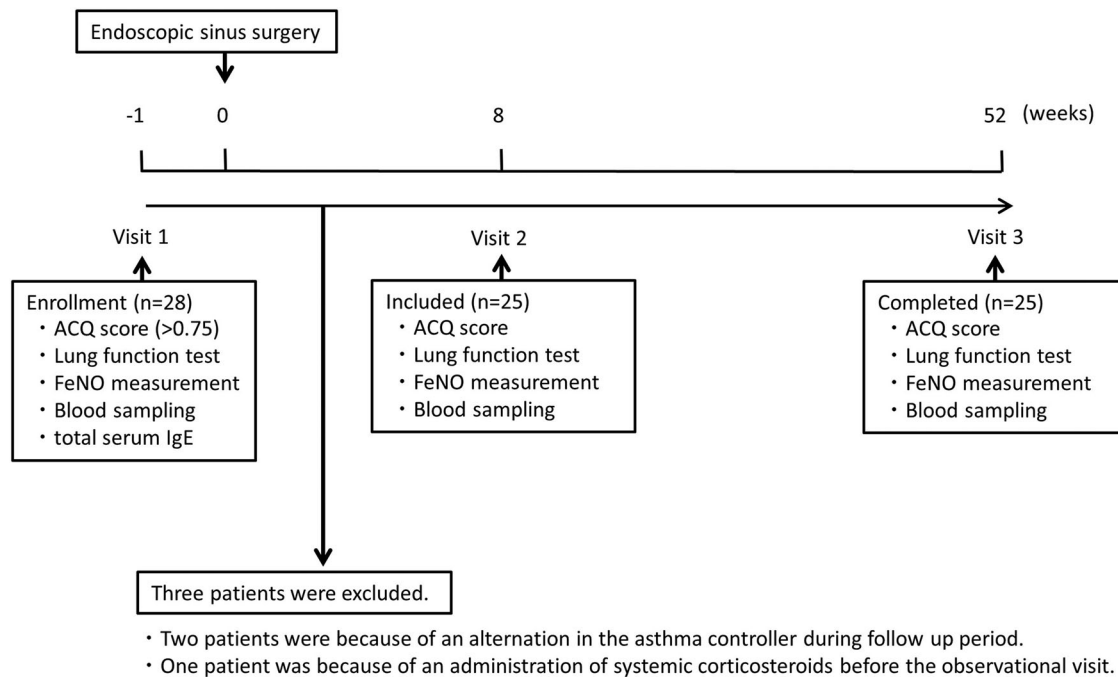 Endoscopic sinus surgery
-1 0 8 52 (weeks)
Visit 1 Visit 2 Visit 3
Enrollment (n=28)
・ACQ score (>0.75)
・Lung function test
・FeNO measurement
・Blood sampling
・total serum IgE
Included (n=25)
・ACQ score
・Lung function test
・FeNO measurement
・Blood sampling
Completed (n=25)
・ACQ score
・Lung function test
・FeNO measurement
・Blood sampling
Three patients were excluded.
・Two patients were because of an alternation in the asthma controller during follow up period.
・One patient was because of an administration of systemic corticosteroids before the observational visit.